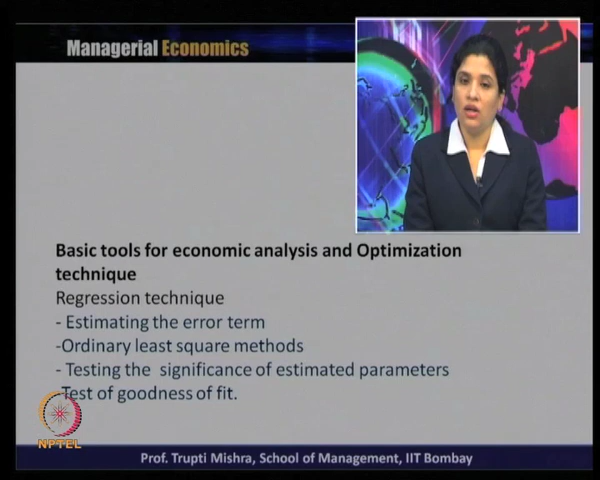 Managerial Economics
Basic tools for economic analysis and Optimization
technique
Regression technique
- Estimating the error term
-Ordinary least square methods
- Testing the significance of estimated parameters
-Test of goodness of fit.
NPTEL
Prof. Trupti Mishra, School of Management, IIT Bombay